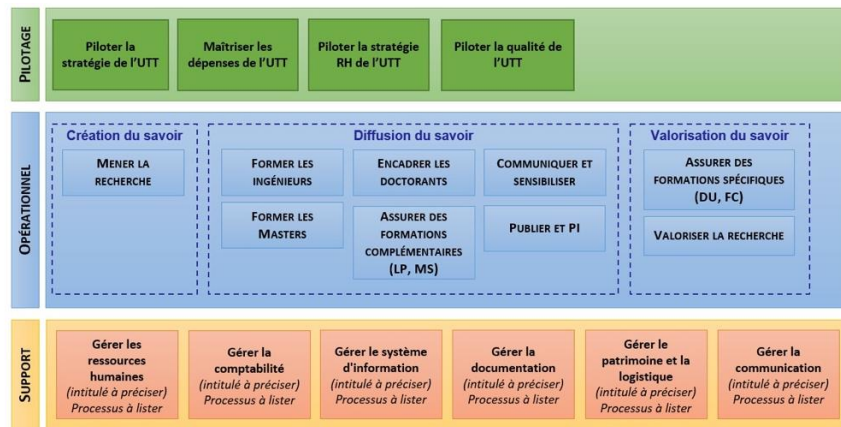 PILOTAGE
Piloter la
stratégie de l'UTT
Maîtriser les
dépenses de l'UTT
Piloter la stratégie
RH de l'UTT
Piloter la qualité de
l'UTT
OPÉRATIONNEL
Création du savoir
MENER LA
RECHERCHE
Diffusion du savoir
FORMER LES
INGÉNIEURS
ENCADRER LES
DOCTORANTS
COMMUNIQUER ET
SENSIBILISER
FORMER LES
MASTERS
ASSURER DES
FORMATIONS
COMPLÉMENTAIRES
(LP, MS)
PUBLIER ET PI
Valorisation du savoir
ASSURER DES
FORMATIONS SPÉCIFIQUES
(DU, FC)
VALORISER LA RECHERCHE
SUPPORT
Gérer les
ressources
humaines
(intitulé à préciser)
Processus à lister
Gérer la
comptabilité
(intitulé à préciser)
Processus à lister
Gérer le système
d'information
(intitulé à préciser)
Processus à lister
Gérer la
documentation
(intitulé à préciser)
Processus à lister
Gérer le
patrimoine et la
logistique
(intitulé à préciser)
Processus à lister
Gérer la
communication
(intitulé à préciser)
Processus à lister